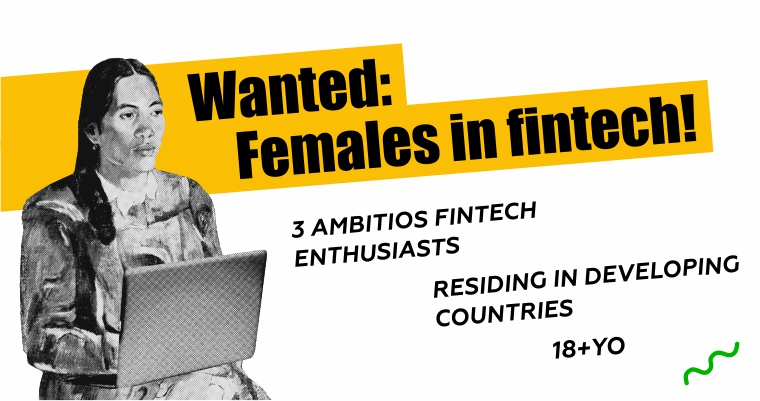 Wanted:
Females in fintech!
3 AMBITIOS FINTECH
ENTHUSIASTS
RESIDING IN DEVELOPING
COUNTRIES
18+YO